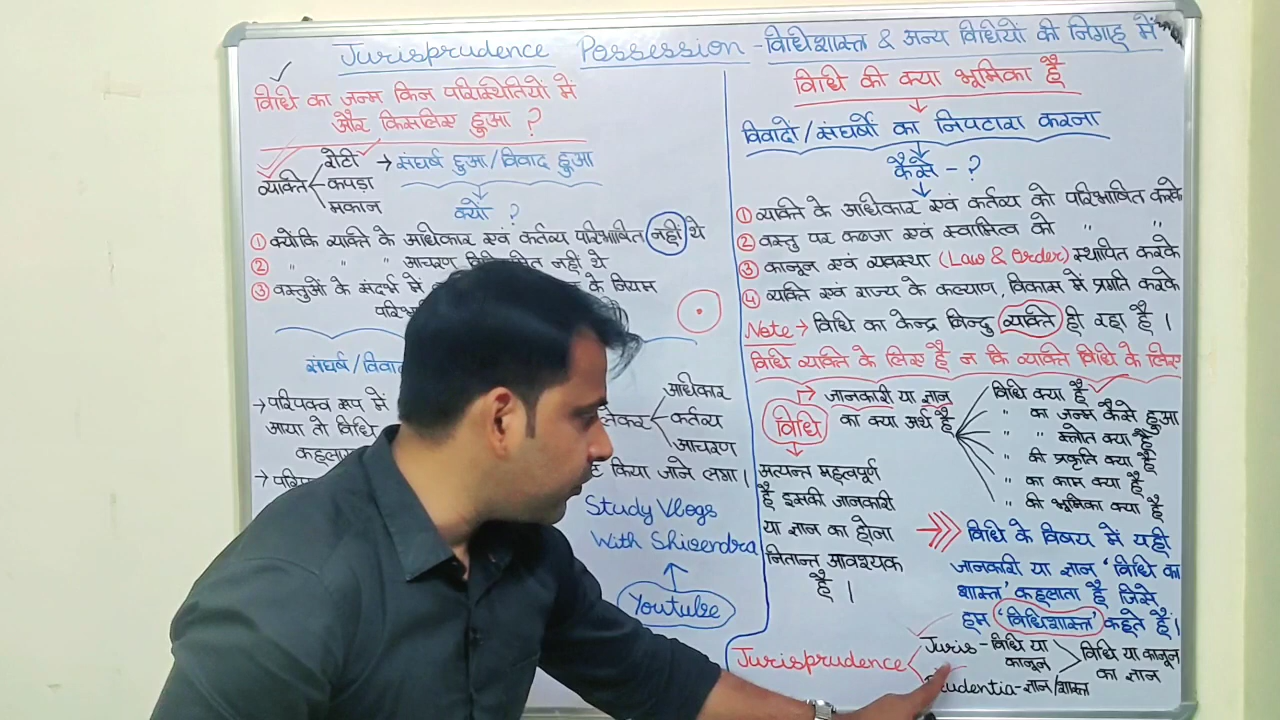 Jurisprudence Possession - विधिशास्त्र & अन्य विधियों की निगाह में
विधि का जन्म किन परिस्थितियों में
और किसलिए हुआ ?
व्यक्ति
रोटी
कपड़ा
मकान
→ संघर्ष हुआ/विवाद हुआ
क्यों ?
① क्योंकि व्यक्ति के अधिकार एवं कर्तव्य परिभाषित नहीं थे
② " " " आचरण नहीं थे
③ वस्तुओं के संदर्भ में के नियम
संघर्ष/विवाद
→ परिपक्व रूप में
आया तो विधि
लेकर
अधिकार
कर्तव्य
आचरण
किया जाने लगा।
Study Vlogs
With Shivendra
Youtube
विधि की क्या भूमिका है
विवादों/संघर्षों का निपटारा करना
कैसे - ?
① व्यक्ति के अधिकार एवं कर्तव्य को परिभाषित करके
② वस्तु पर कब्जा एवं स्वामित्व को " "
③ कानून एवं व्यवस्था (Law & Order) स्थापित करके
④ व्यक्ति एवं राज्य के कल्याण, विकास में प्रगति करके
Note → विधि का केन्द्र बिन्दु व्यक्ति ही रहा है।
विधि व्यक्ति के लिए है न कि व्यक्ति विधि के लिए
विधि
जानकारी या ज्ञान
का क्या अर्थ है
विधि क्या है
" का जन्म कैसे हुआ
" " स्त्रोत क्या है
" की प्रकृति क्या है
" का काम क्या है
" की भूमिका क्या है
अत्यन्त महत्वपूर्ण
है इसकी जानकारी
या ज्ञान का होना
नितान्त आवश्यक
है।
विधि के विषय में यही
जानकारी या ज्ञान 'विधि का
शास्त्र' कहलाता है जिसे
हम 'विधिशास्त्र' कहते हैं।
Jurisprudence
Juris - विधि या
कानून
Prudentia - ज्ञान/शास्त्र
विधि या कानून
का ज्ञान